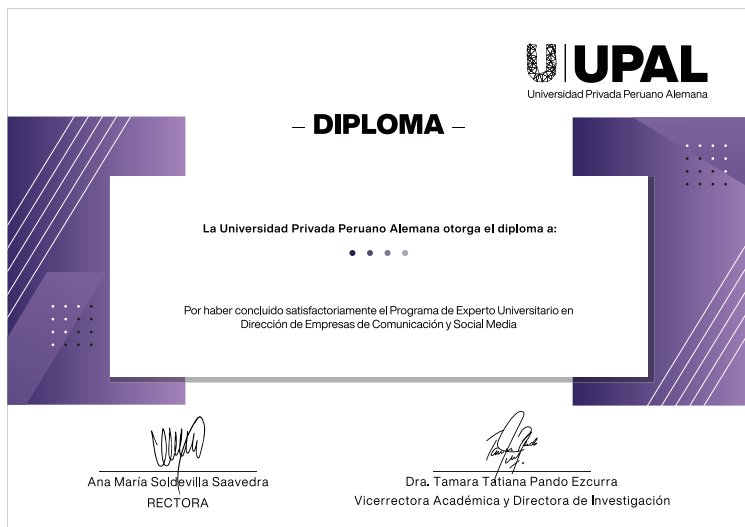 UPAL
Universidad Privada Peruano Alemana
– DIPLOMA –
La Universidad Privada Peruano Alemana otorga el diploma a:
Por haber concluido satisfactoriamente el Programa de Experto Universitario en
Dirección de Empresas de Comunicación y Social Media
Ana María Soldevilla Saavedra
RECTORA
Dra. Tamara Tatiana Pando Ezcurra
Vicerrectora Académica y Directora de Investigación